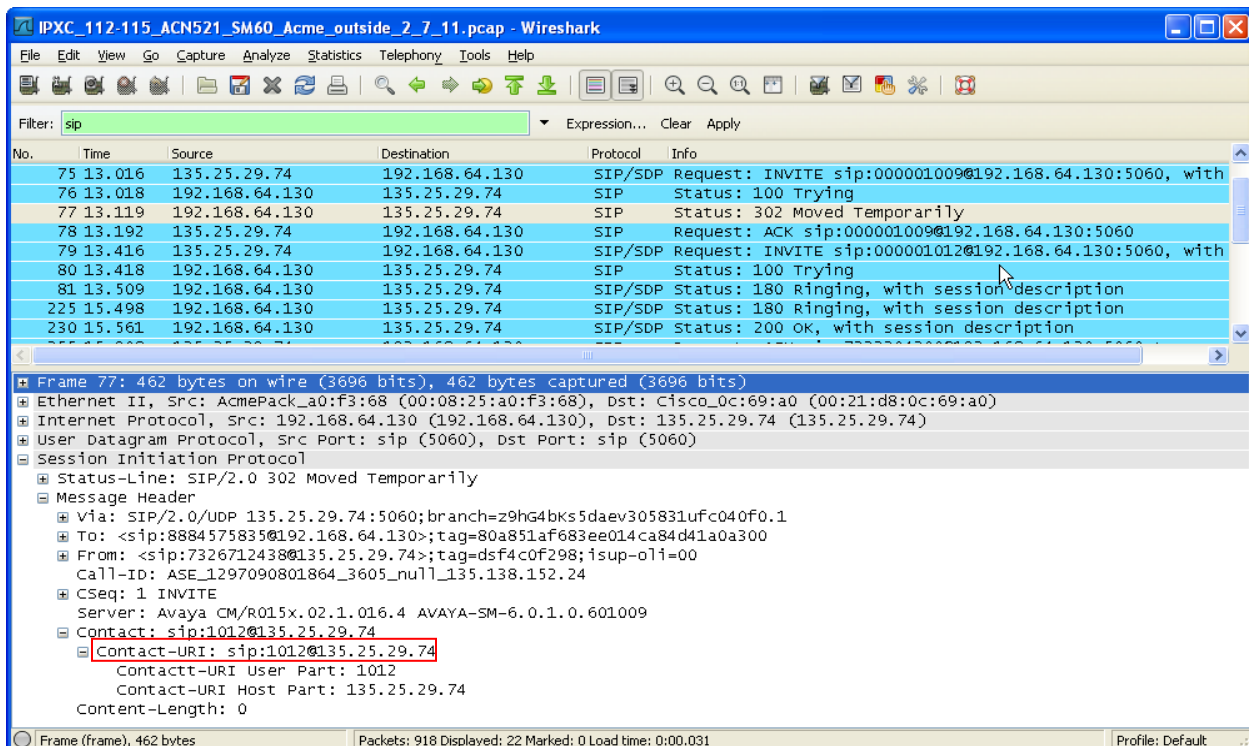 IPXC_112-115_ACN521_SM60_Acme_outside_2_7_11.pcap - Wireshark
File Edit View Go Capture Analyze Statistics Telephony Tools Help
Filter: sip Expression... Clear Apply
No. Time Source Destination Protocol Info
75 13.016 135.25.29.74 192.168.64.130 SIP/SDP Request: INVITE sip:000001009@192.168.64.130:5060, with
76 13.018 192.168.64.130 135.25.29.74 SIP Status: 100 Trying
77 13.119 192.168.64.130 135.25.29.74 SIP Status: 302 Moved Temporarily
78 13.192 135.25.29.74 192.168.64.130 SIP Request: ACK sip:000001009@192.168.64.130:5060
79 13.416 135.25.29.74 192.168.64.130 SIP/SDP Request: INVITE sip:000001012@192.168.64.130:5060, with
80 13.418 192.168.64.130 135.25.29.74 SIP Status: 100 Trying
81 13.509 192.168.64.130 135.25.29.74 SIP/SDP Status: 180 Ringing, with session description
225 15.498 192.168.64.130 135.25.29.74 SIP/SDP Status: 180 Ringing, with session description
230 15.561 192.168.64.130 135.25.29.74 SIP/SDP Status: 200 OK, with session description
Frame 77: 462 bytes on wire (3696 bits), 462 bytes captured (3696 bits)
Ethernet II, Src: AcmePack_a0:f3:68 (00:08:25:a0:f3:68), Dst: Cisco_0c:69:a0 (00:21:d8:0c:69:a0)
Internet Protocol, Src: 192.168.64.130 (192.168.64.130), Dst: 135.25.29.74 (135.25.29.74)
User Datagram Protocol, Src Port: sip (5060), Dst Port: sip (5060)
Session Initiation Protocol
Status-Line: SIP/2.0 302 Moved Temporarily
Message Header
Via: SIP/2.0/UDP 135.25.29.74:5060;branch=z9hG4bKs5daev305831ufc040f0.1
To: <sip:8884575835@192.168.64.130>;tag=80a851af683ee014ca84d41a0a300
From: <sip:7326712438@135.25.29.74>;tag=dsf4c0f298;isup-oli=00
Call-ID: ASE_1297090801864_3605_null_135.138.152.24
CSeq: 1 INVITE
Server: Avaya CM/R015x.02.1.016.4 AVAYA-SM-6.0.1.0.601009
Contact: sip:1012@135.25.29.74
Contact-URI: sip:1012@135.25.29.74
Contactt-URI User Part: 1012
Contact-URI Host Part: 135.25.29.74
Content-Length: 0
Frame (frame), 462 bytes Packets: 918 Displayed: 22 Marked: 0 Load time: 0:00.031 Profile: Default